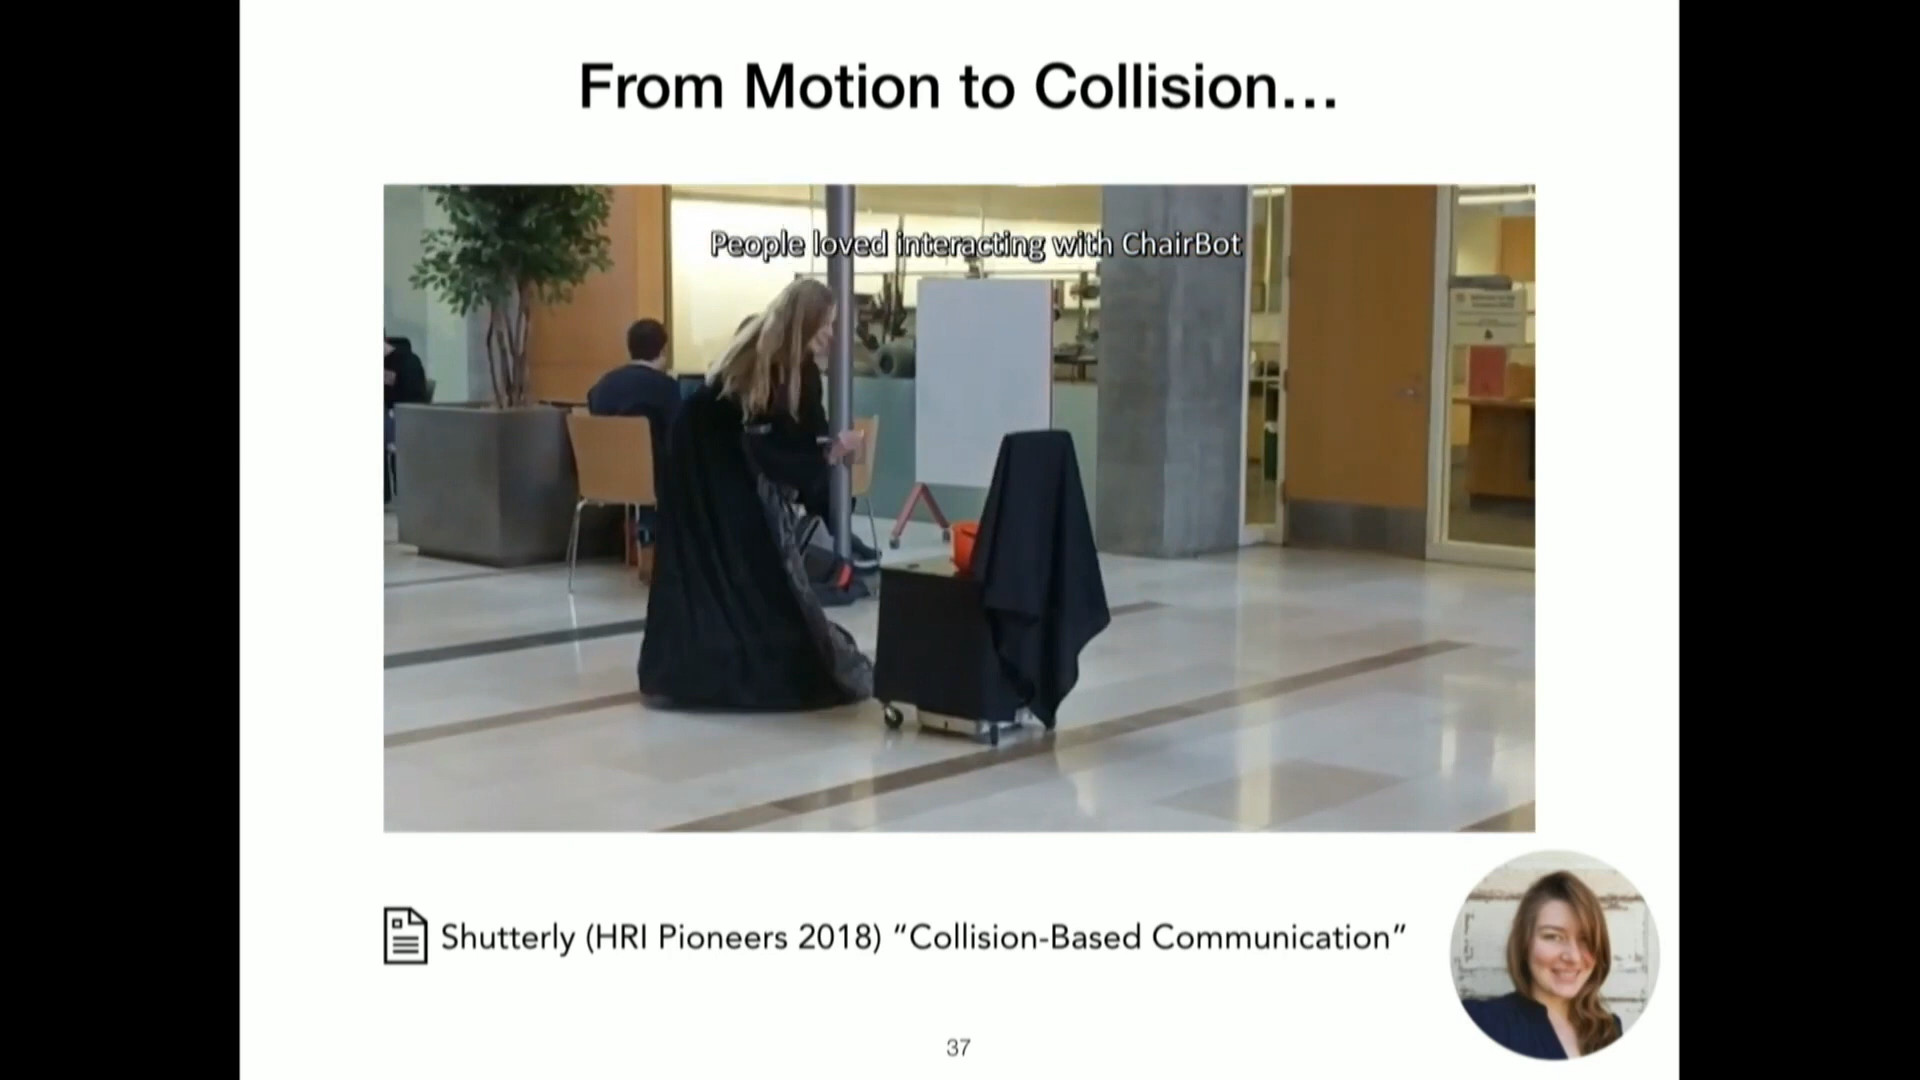 From Motion to Collision...
People loved interacting with ChairBot
Shutterly (HRI Pioneers 2018) “Collision-Based Communication”
37